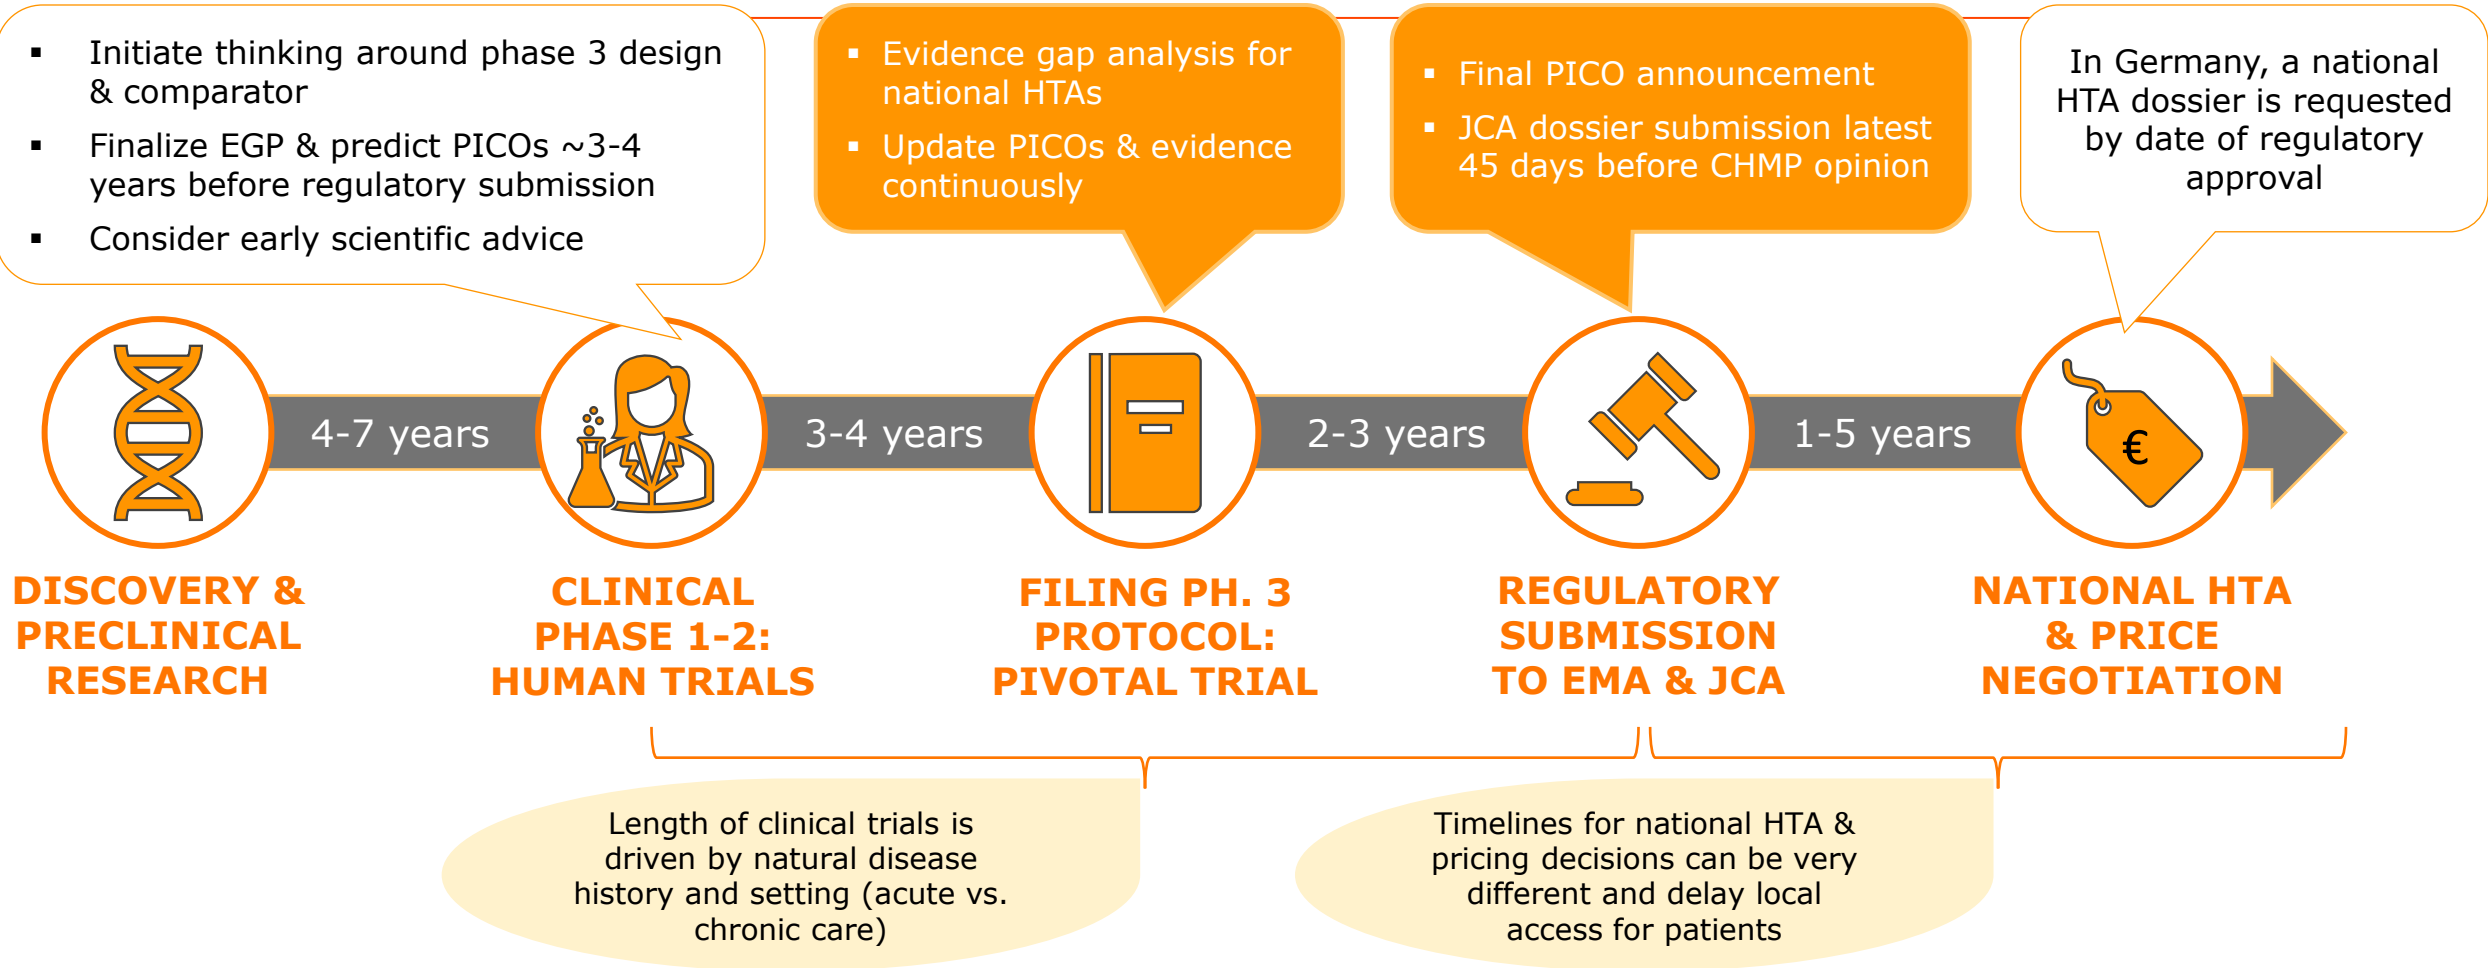 ▪ Initiate thinking around phase 3 design
& comparator
▪ Finalize EGP & predict PICOs ~3-4
years before regulatory submission
▪ Consider early scientific advice
▪ Evidence gap analysis for
national HTAs
▪ Update PICOs & evidence
continuously
▪ Final PICO announcement
▪ JCA dossier submission latest
45 days before CHMP opinion
In Germany, a national
HTA dossier is requested
by date of regulatory
approval
4-7 years
3-4 years
2-3 years
1-5 years
€
DISCOVERY &
PRECLINICAL
RESEARCH
CLINICAL
PHASE 1-2:
HUMAN TRIALS
FILING PH. 3
PROTOCOL:
PIVOTAL TRIAL
REGULATORY
SUBMISSION
TO EMA & JCA
NATIONAL HTA
& PRICE
NEGOTIATION
Length of clinical trials is
driven by natural disease
history and setting (acute vs.
chronic care)
Timelines for national HTA &
pricing decisions can be very
different and delay local
access for patients